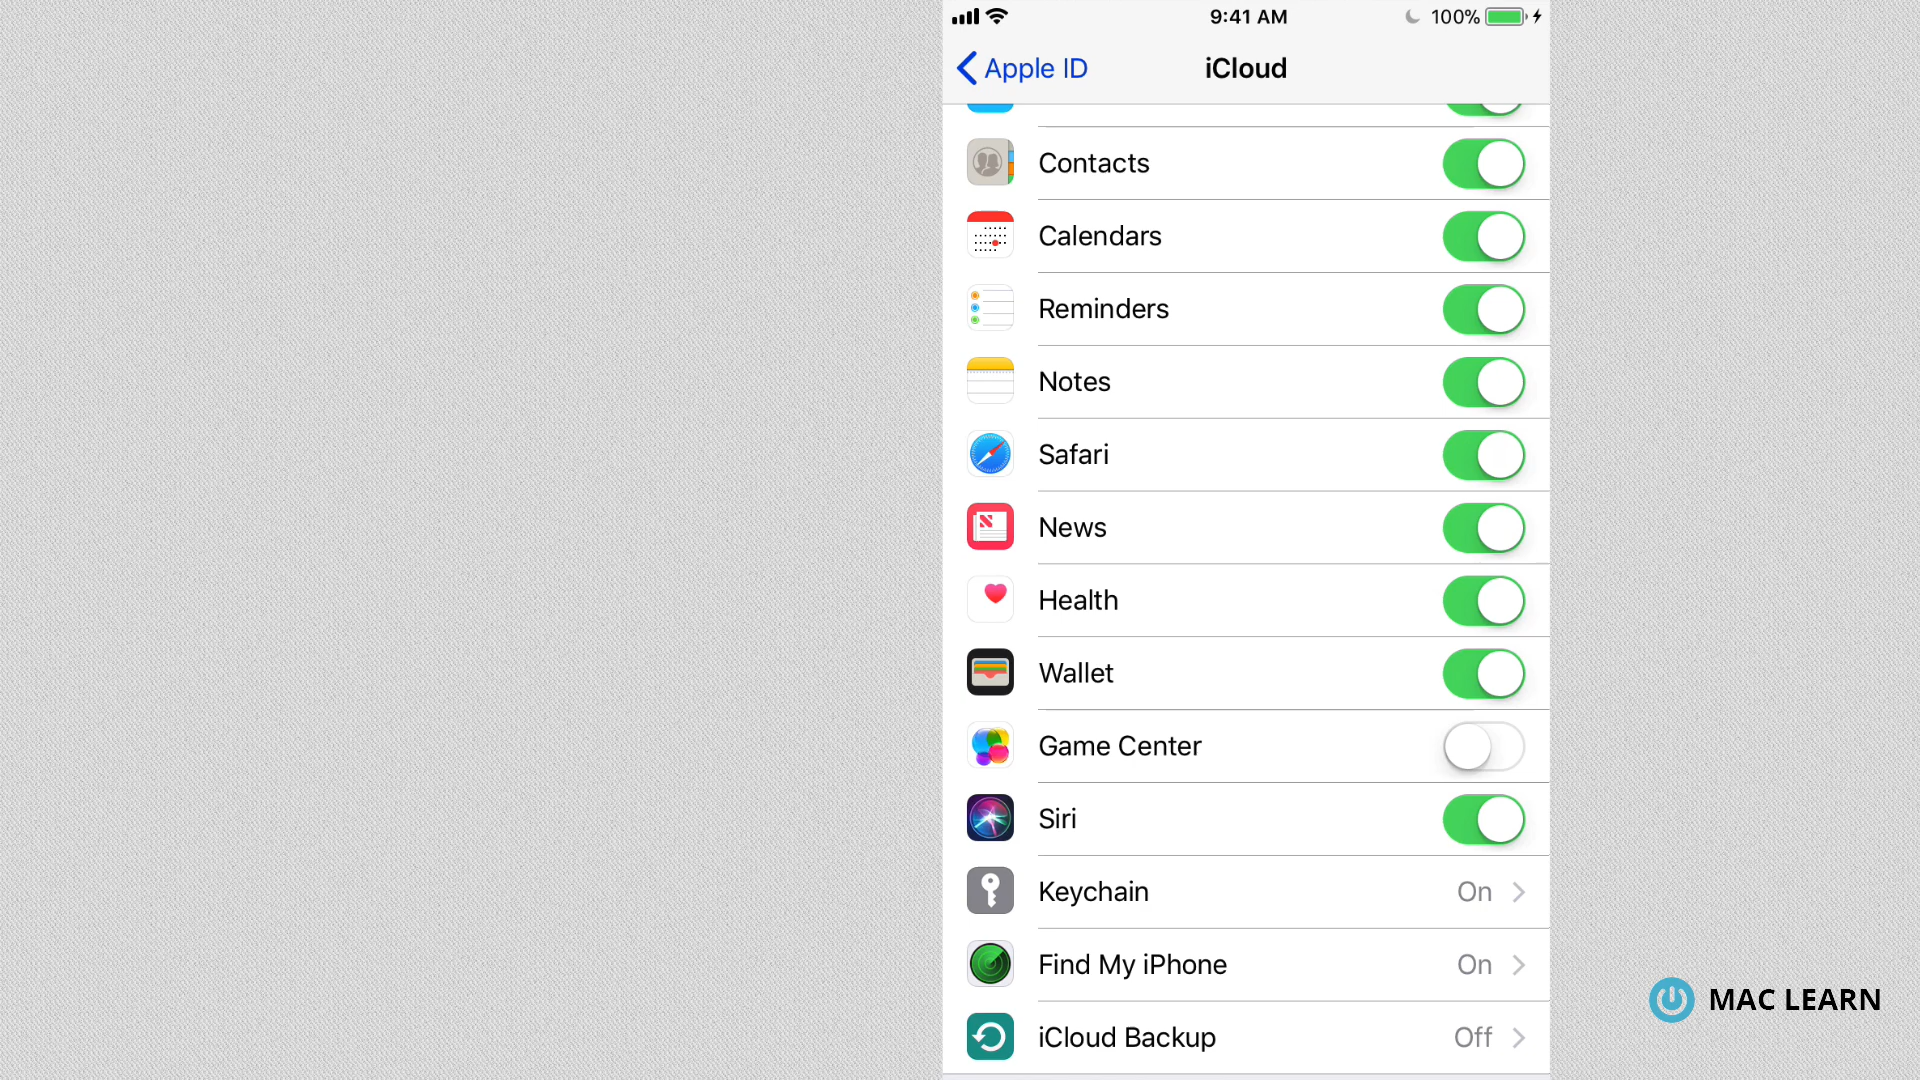 9:41 AM
100%
Apple ID
iCloud
Contacts
Calendars
Reminders
Notes
Safari
News
Health
Wallet
Game Center
Siri
Keychain On
Find My iPhone On
iCloud Backup Off
MAC LEARN